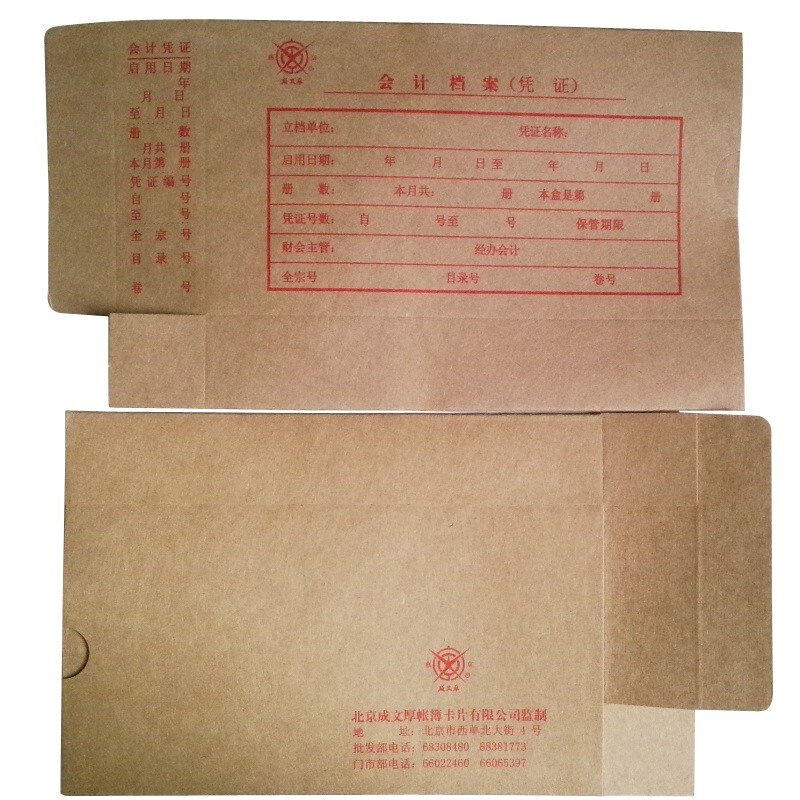 会计凭证
启用日期
年
月 日
至 月 日
册 数
月共 册
本月第 册
凭证编号
自 号
至 号
全 宗 号
目 录 号
卷 号
成文厚
会 计 档 案（凭 证）
立档单位： 凭证名称：
启用日期： 年 月 日 至 年 月 日
册 数： 本月共： 册 本盒是第 册
凭证号数： 自 号至 号 保管期限
财会主管： 经办会计
全宗号 目录号 卷号
成文厚
北京成文厚帐簿卡片有限公司监制
地 址：北京市西单北大街 4 号
批发部电话：68308480 88381773
门市部电话：66022460 66065397